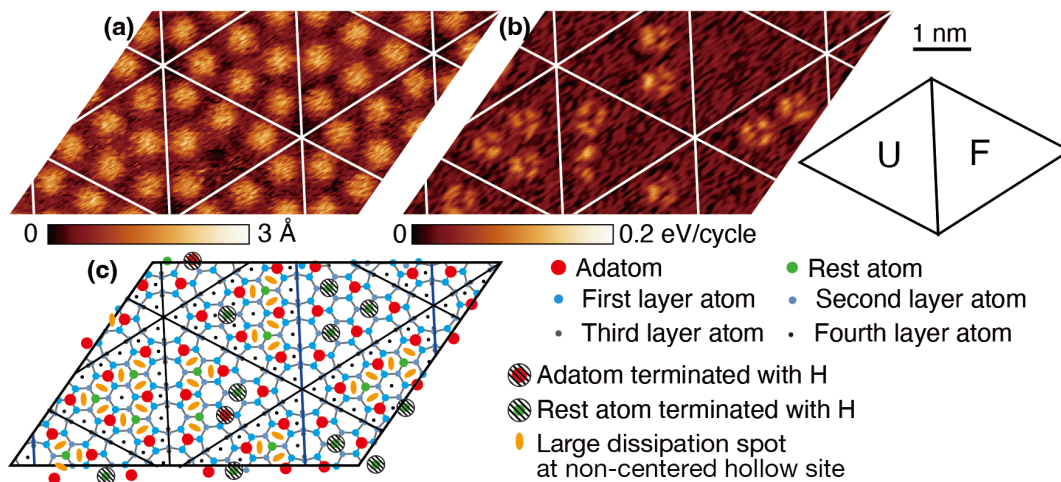 (a)
(b)
1 nm
U F
0 3 Å
0 0.2 eV/cycle
(c)
Adatom Rest atom
First layer atom Second layer atom
Third layer atom Fourth layer atom
Adatom terminated with H
Rest atom terminated with H
Large dissipation spot
at non-centered hollow site